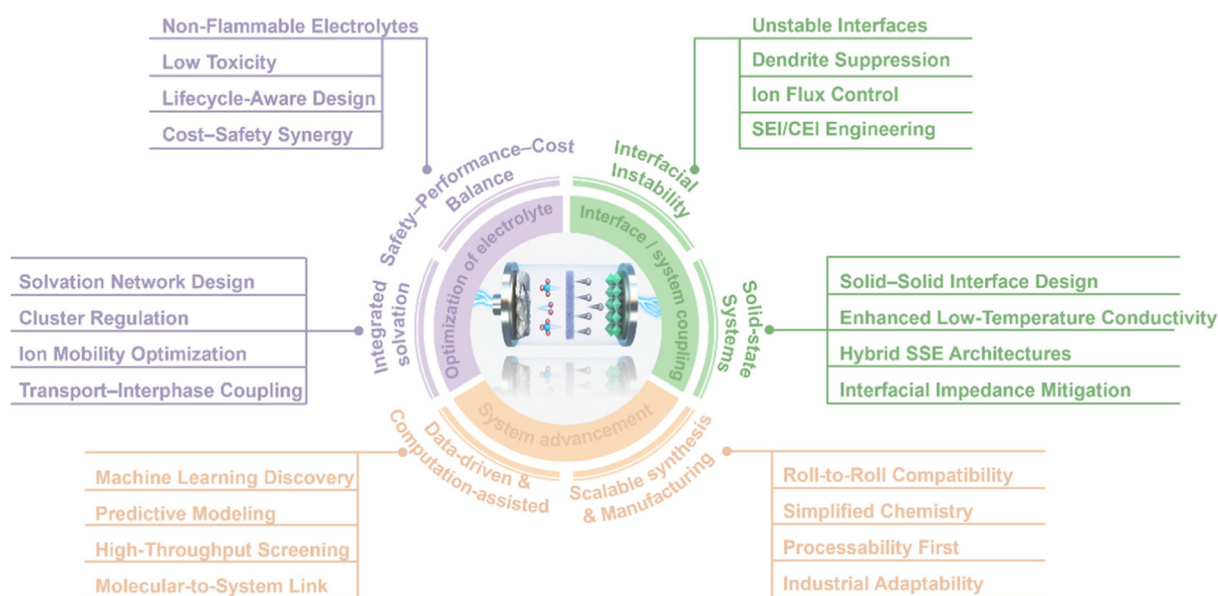 Non-Flammable Electrolytes
Low Toxicity
Lifecycle-Aware Design
Cost–Safety Synergy
Unstable Interfaces
Dendrite Suppression
Ion Flux Control
SEI/CEI Engineering
Safety–Performance–Cost
Balance
Interfacial
Instability
Optimization of electrolyte
Interface / system coupling
Solvation Network Design
Cluster Regulation
Ion Mobility Optimization
Transport–Interphase Coupling
Integrated
solvation
Solid-state
Systems
Solid–Solid Interface Design
Enhanced Low-Temperature Conductivity
Hybrid SSE Architectures
Interfacial Impedance Mitigation
System advancement
Data-driven &
Computation-assisted
Scalable synthesis
& Manufacturing
Machine Learning Discovery
Predictive Modeling
High-Throughput Screening
Molecular-to-System Link
Roll-to-Roll Compatibility
Simplified Chemistry
Processability First
Industrial Adaptability